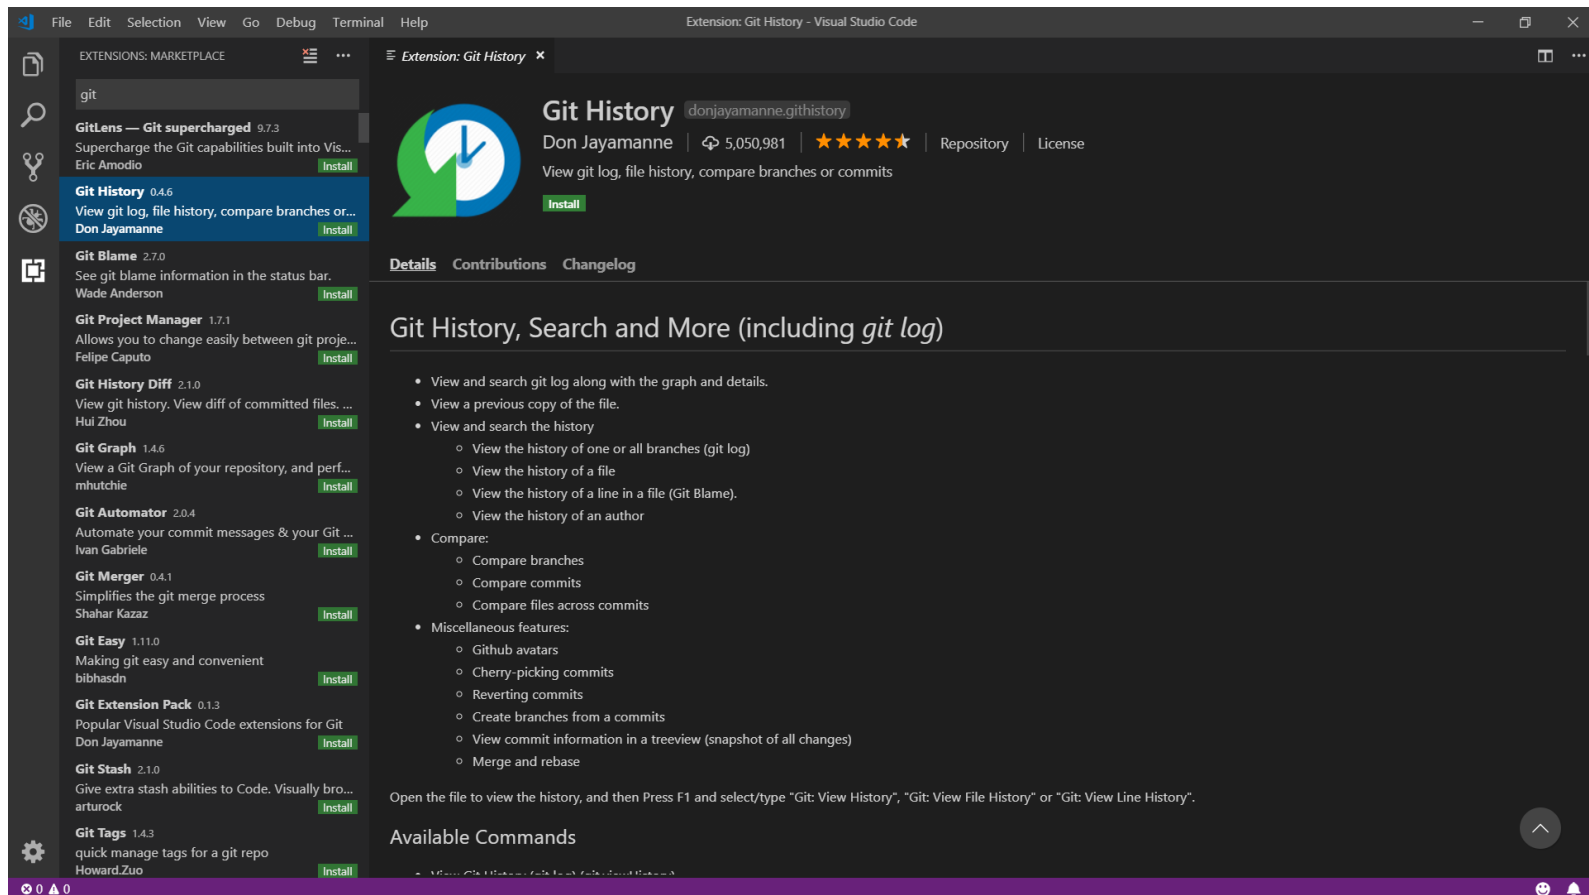 File Edit Selection View Go Debug Terminal Help
Extension: Git History - Visual Studio Code
EXTENSIONS: MARKETPLACE
git
GitLens — Git supercharged 9.7.3
Supercharge the Git capabilities built into Vis...
Eric Amodio Install
Git History 0.4.6
View git log, file history, compare branches or...
Don Jayamanne Install
Git Blame 2.7.0
See git blame information in the status bar.
Wade Anderson Install
Git Project Manager 1.7.1
Allows you to change easily between git proje...
Felipe Caputo Install
Git History Diff 2.1.0
View git history. View diff of committed files. ...
Hui Zhou Install
Git Graph 1.4.6
View a Git Graph of your repository, and perf...
mhutchie Install
Git Automator 2.0.4
Automate your commit messages & your Git ...
Ivan Gabriele Install
Git Merger 0.4.1
Simplifies the git merge process
Shahar Kazaz Install
Git Easy 1.11.0
Making git easy and convenient
bibhasdn Install
Git Extension Pack 0.1.3
Popular Visual Studio Code extensions for Git
Don Jayamanne Install
Git Stash 2.1.0
Give extra stash abilities to Code. Visually bro...
arturock Install
Git Tags 1.4.3
quick manage tags for a git repo
Howard.Zuo Install
Extension: Git History
Git History donjayamanne.githistory
Don Jayamanne 5,050,981 Repository License
View git log, file history, compare branches or commits
Install
Details Contributions Changelog
Git History, Search and More (including git log)
View and search git log along with the graph and details.
View a previous copy of the file.
View and search the history
View the history of one or all branches (git log)
View the history of a file
View the history of a line in a file (Git Blame).
View the history of an author
Compare:
Compare branches
Compare commits
Compare files across commits
Miscellaneous features:
Github avatars
Cherry-picking commits
Reverting commits
Create branches from a commits
View commit information in a treeview (snapshot of all changes)
Merge and rebase
Open the file to view the history, and then Press F1 and select/type "Git: View History", "Git: View File History" or "Git: View Line History".
Available Commands
View Git History (git log) (git.viewHistory)
0 0